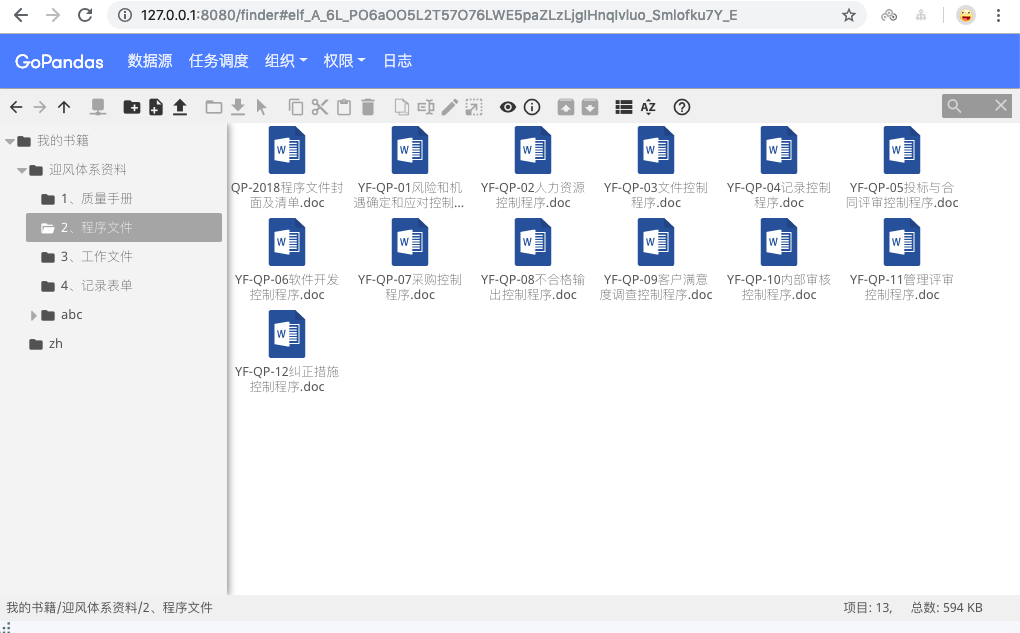 127.0.0.1:8080/finder#elf_A_6L_PO6aOO5L2T57O76LWE5paZLzLjgIHnqIvluo_Smlofku7Y_E
GoPandas 数据源 任务调度 组织 权限 日志
我的书籍
迎风体系资料
1、质量手册
2、程序文件
3、工作文件
4、记录表单
abc
zh
QP-2018程序文件封
面及清单.doc
YF-QP-01风险和机
遇确定和应对控制...
YF-QP-02人力资源
控制程序.doc
YF-QP-03文件控制
程序.doc
YF-QP-04记录控制
程序.doc
YF-QP-05投标与合
同评审控制程序.doc
YF-QP-06软件开发
控制程序.doc
YF-QP-07采购控制
程序.doc
YF-QP-08不合格输
出控制程序.doc
YF-QP-09客户满意
度调查控制程序.doc
YF-QP-10内部审核
控制程序.doc
YF-QP-11管理评审
控制程序.doc
YF-QP-12纠正措施
控制程序.doc
我的书籍/迎风体系资料/2、程序文件
项目: 13, 总数: 594 KB